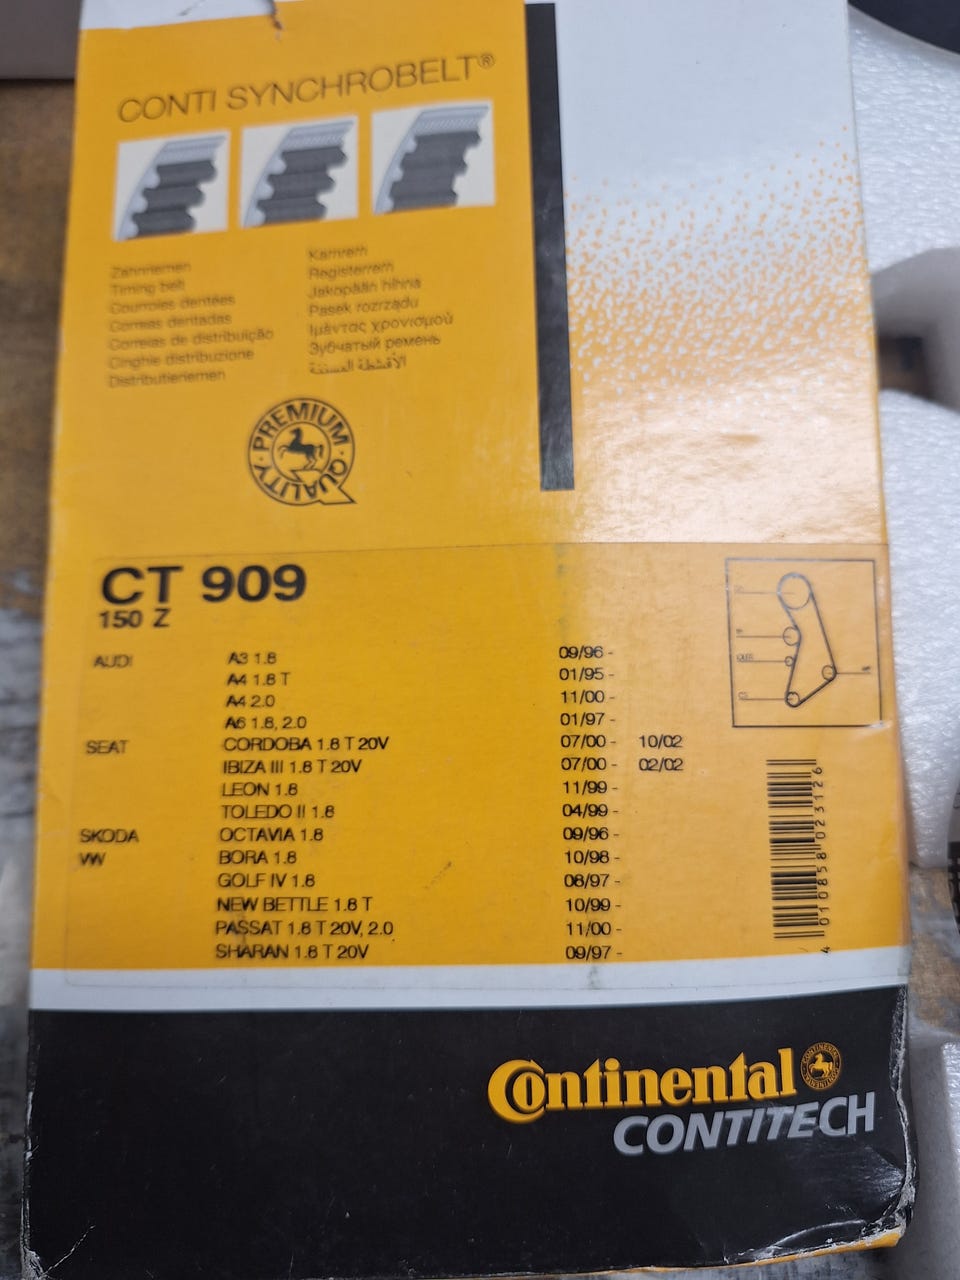 CONTI SYNCHROBELT®
Zahnriemen
Timing belt
Courroies dentées
Correas dentadas
Correias de distribuição
Cinghie distribuzione
Distributieriemen
Kamrem
Registerrem
Jakopään hihna
Pasek rozrządu
Ιμάντας χρονισμού
Зубчатый ремень
الأقشطة المسننة
PREMIUM QUALITY
CT 909
150 Z
AUDI A3 1.8 09/96 -
A4 1.8 T 01/95 -
A4 2.0 11/00 -
A6 1.8, 2.0 01/97 -
SEAT CORDOBA 1.8 T 20V 07/00 - 10/02
IBIZA III 1.8 T 20V 07/00 - 02/02
LEON 1.8 11/99 -
TOLEDO II 1.8 04/99 -
SKODA OCTAVIA 1.8 09/96 -
VW BORA 1.8 10/98 -
GOLF IV 1.8 08/97 -
NEW BETTLE 1.8 T 10/99 -
PASSAT 1.8 T 20V, 2.0 11/00 -
SHARAN 1.8 T 20V 09/97 -
4 010858 023126
Continental
CONTINENTAL CONTINENTAL
CONTITECH